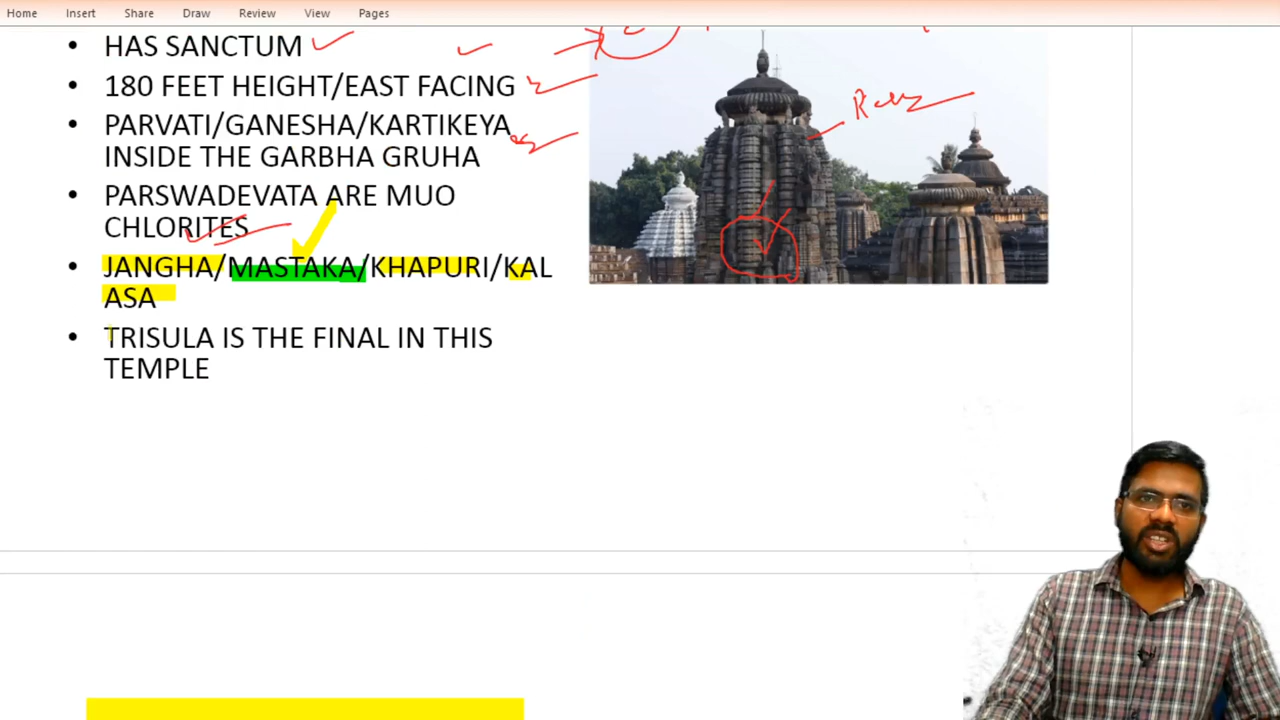 Home Insert Share Draw Review View Pages
• HAS SANCTUM
• 180 FEET HEIGHT/EAST FACING
• PARVATI/GANESHA/KARTIKEYA
INSIDE THE GARBHA GRUHA
• PARSWADEVATA ARE MUO
CHLORITES
• JANGHA/MASTAKA/KHAPURI/KAL
ASA
• TRISULA IS THE FINAL IN THIS
TEMPLE